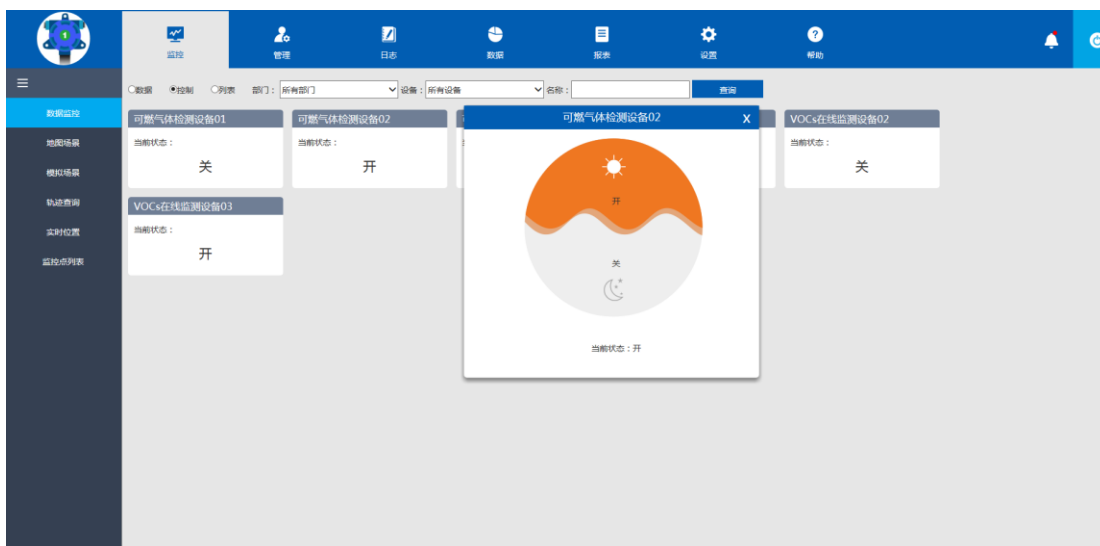 1
监控
管理
日志
数据
报表
设置
帮助
数据 控制 列表 部门： 所有部门 设备： 所有设备 名称： 查询
数据监控
地图场景
模拟场景
轨迹查询
实时位置
监控点列表
可燃气体检测设备01
当前状态：
关
可燃气体检测设备02
当前状态：
开
VOCs在线监测设备02
当前状态：
关
VOCs在线监测设备03
当前状态：
开
可燃气体检测设备02 X
开
关
当前状态：开